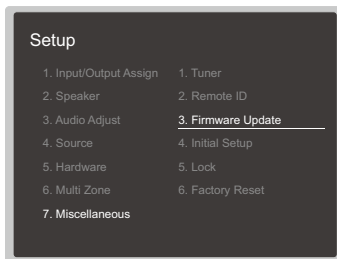 Setup
1. Input/Output Assign
2. Speaker
3. Audio Adjust
4. Source
5. Hardware
6. Multi Zone
7. Miscellaneous
1. Tuner
2. Remote ID
3. Firmware Update
4. Initial Setup
5. Lock
6. Factory Reset